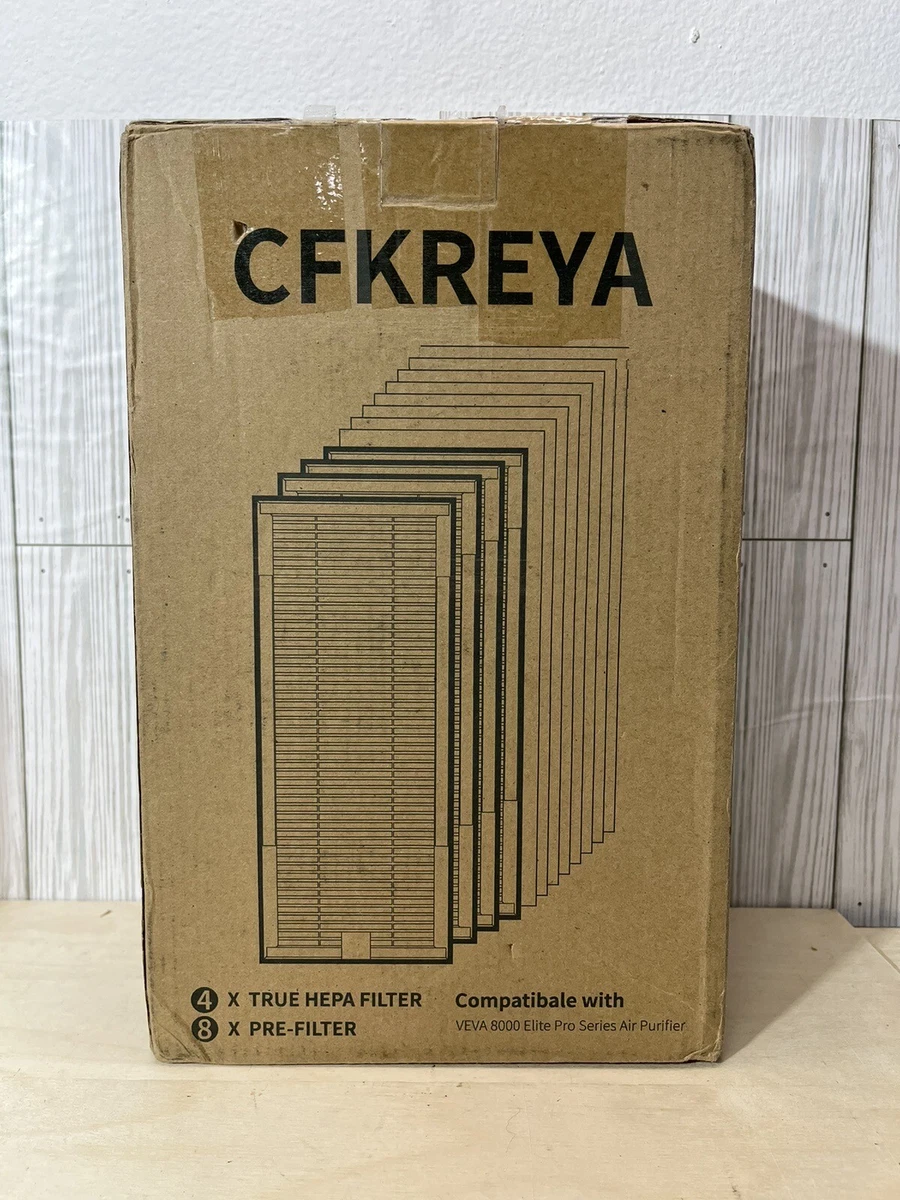 CFKREYA
4 X TRUE HEPA FILTER
8 X PRE-FILTER
Compatibale with
VEVA 8000 Elite Pro Series Air Purifier